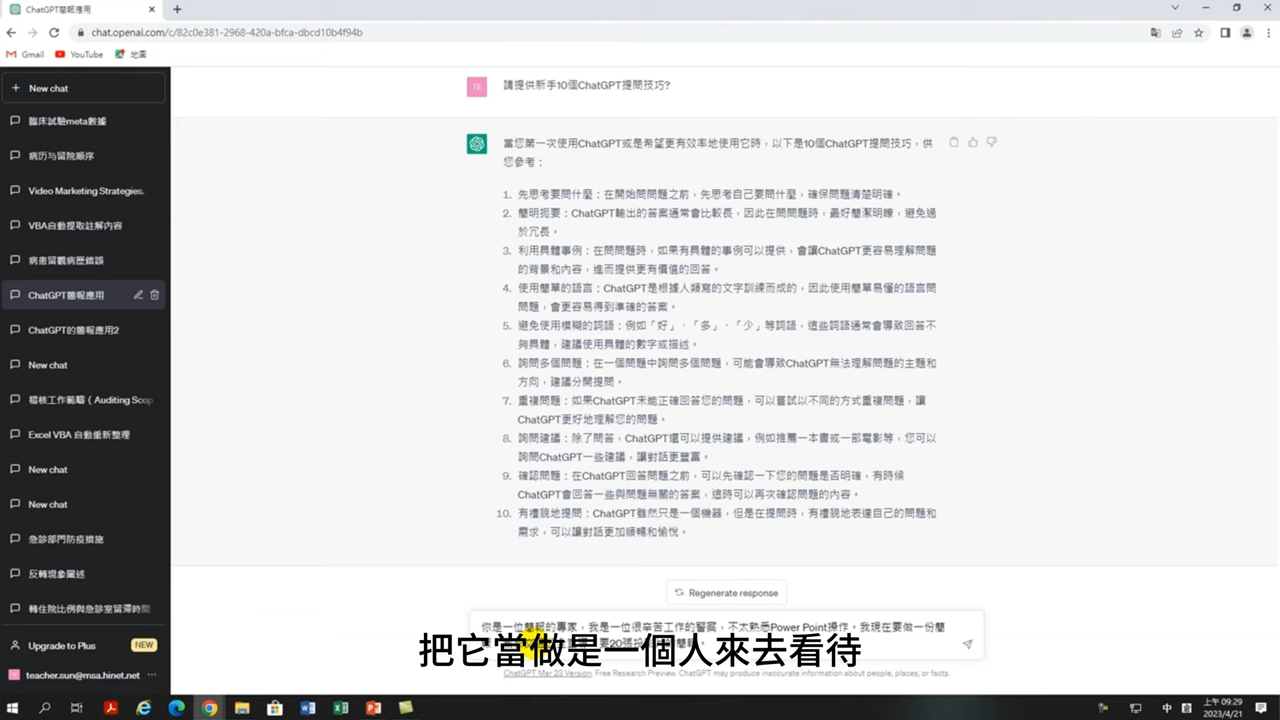 ChatGPT簡報應用
chat.openai.com/c/82c0e381-2968-420a-bfca-dbcd10b4f94b
Gmail
YouTube
地圖
New chat
臨床試驗meta數據
病历与留院顺序
Video Marketing Strategies.
VBA自動提取註解內容
病患留觀病歷錯誤
ChatGPT簡報應用
ChatGPT的簡報應用2
New chat
稽核工作範疇（Auditing Scop
Excel VBA 自動重新整理
New chat
New chat
急診部門防疫措施
反轉現象闡述
轉住院比例與急診室留滯時間
Upgrade to Plus
NEW
teacher.sun@msa.hinet.net
TE
請提供新手10個ChatGPT提問技巧?
當您第一次使用ChatGPT或是希望更有效率地使用它時，以下是10個ChatGPT提問技巧，供
您參考：
1. 先思考要問什麼：在開始問問題之前，先思考自己要問什麼，確保問題清楚明確。
2. 簡明扼要：ChatGPT輸出的答案通常會比較長，因此在問問題時，最好簡潔明瞭，避免過
於冗長。
3. 利用具體事例：在問問題時，如果有具體的事例可以提供，會讓ChatGPT更容易理解問題
的背景和內容，進而提供更有價值的回答。
4. 使用簡單的語言：ChatGPT是根據人類寫的文字訓練而成的，因此使用簡單易懂的語言問
問題，會更容易得到準確的答案。
5. 避免使用模糊的詞語：例如「好」、「多」、「少」等詞語，這些詞語通常會導致回答不
夠具體，建議使用具體的數字或描述。
6. 詢問多個問題：在一個問題中詢問多個問題，可能會導致ChatGPT無法理解問題的主題和
方向，建議分開提問。
7. 重複問題：如果ChatGPT未能正確回答您的問題，可以嘗試以不同的方式重複問題，讓
ChatGPT更好地理解您的問題。
8. 詢問建議：除了問答，ChatGPT還可以提供建議，例如推薦一本書或一部電影等，您可以
詢問ChatGPT一些建議，讓對話更豐富。
9. 確認問題：在ChatGPT回答問題之前，可以先確認一下您的問題是否明確，有時候
ChatGPT會回答一些與問題無關的答案，這時可以再次確認問題的內容。
10. 有禮貌地提問：ChatGPT雖然只是一個機器，但是在提問時，有禮貌地表達自己的問題和
需求，可以讓對話更加順暢和愉悅。
Regenerate response
你是一位簡報的專家，我是一位很辛苦工作的警察，不太熟悉Power Point操作。我現在要做一份簡
要20張投
把它當做是一個人來去看待
ChatGPT Mar 23 Version. Free Research Preview. ChatGPT may produce inaccurate information about people, places, or facts.
中
上午 09:29
2023/4/21